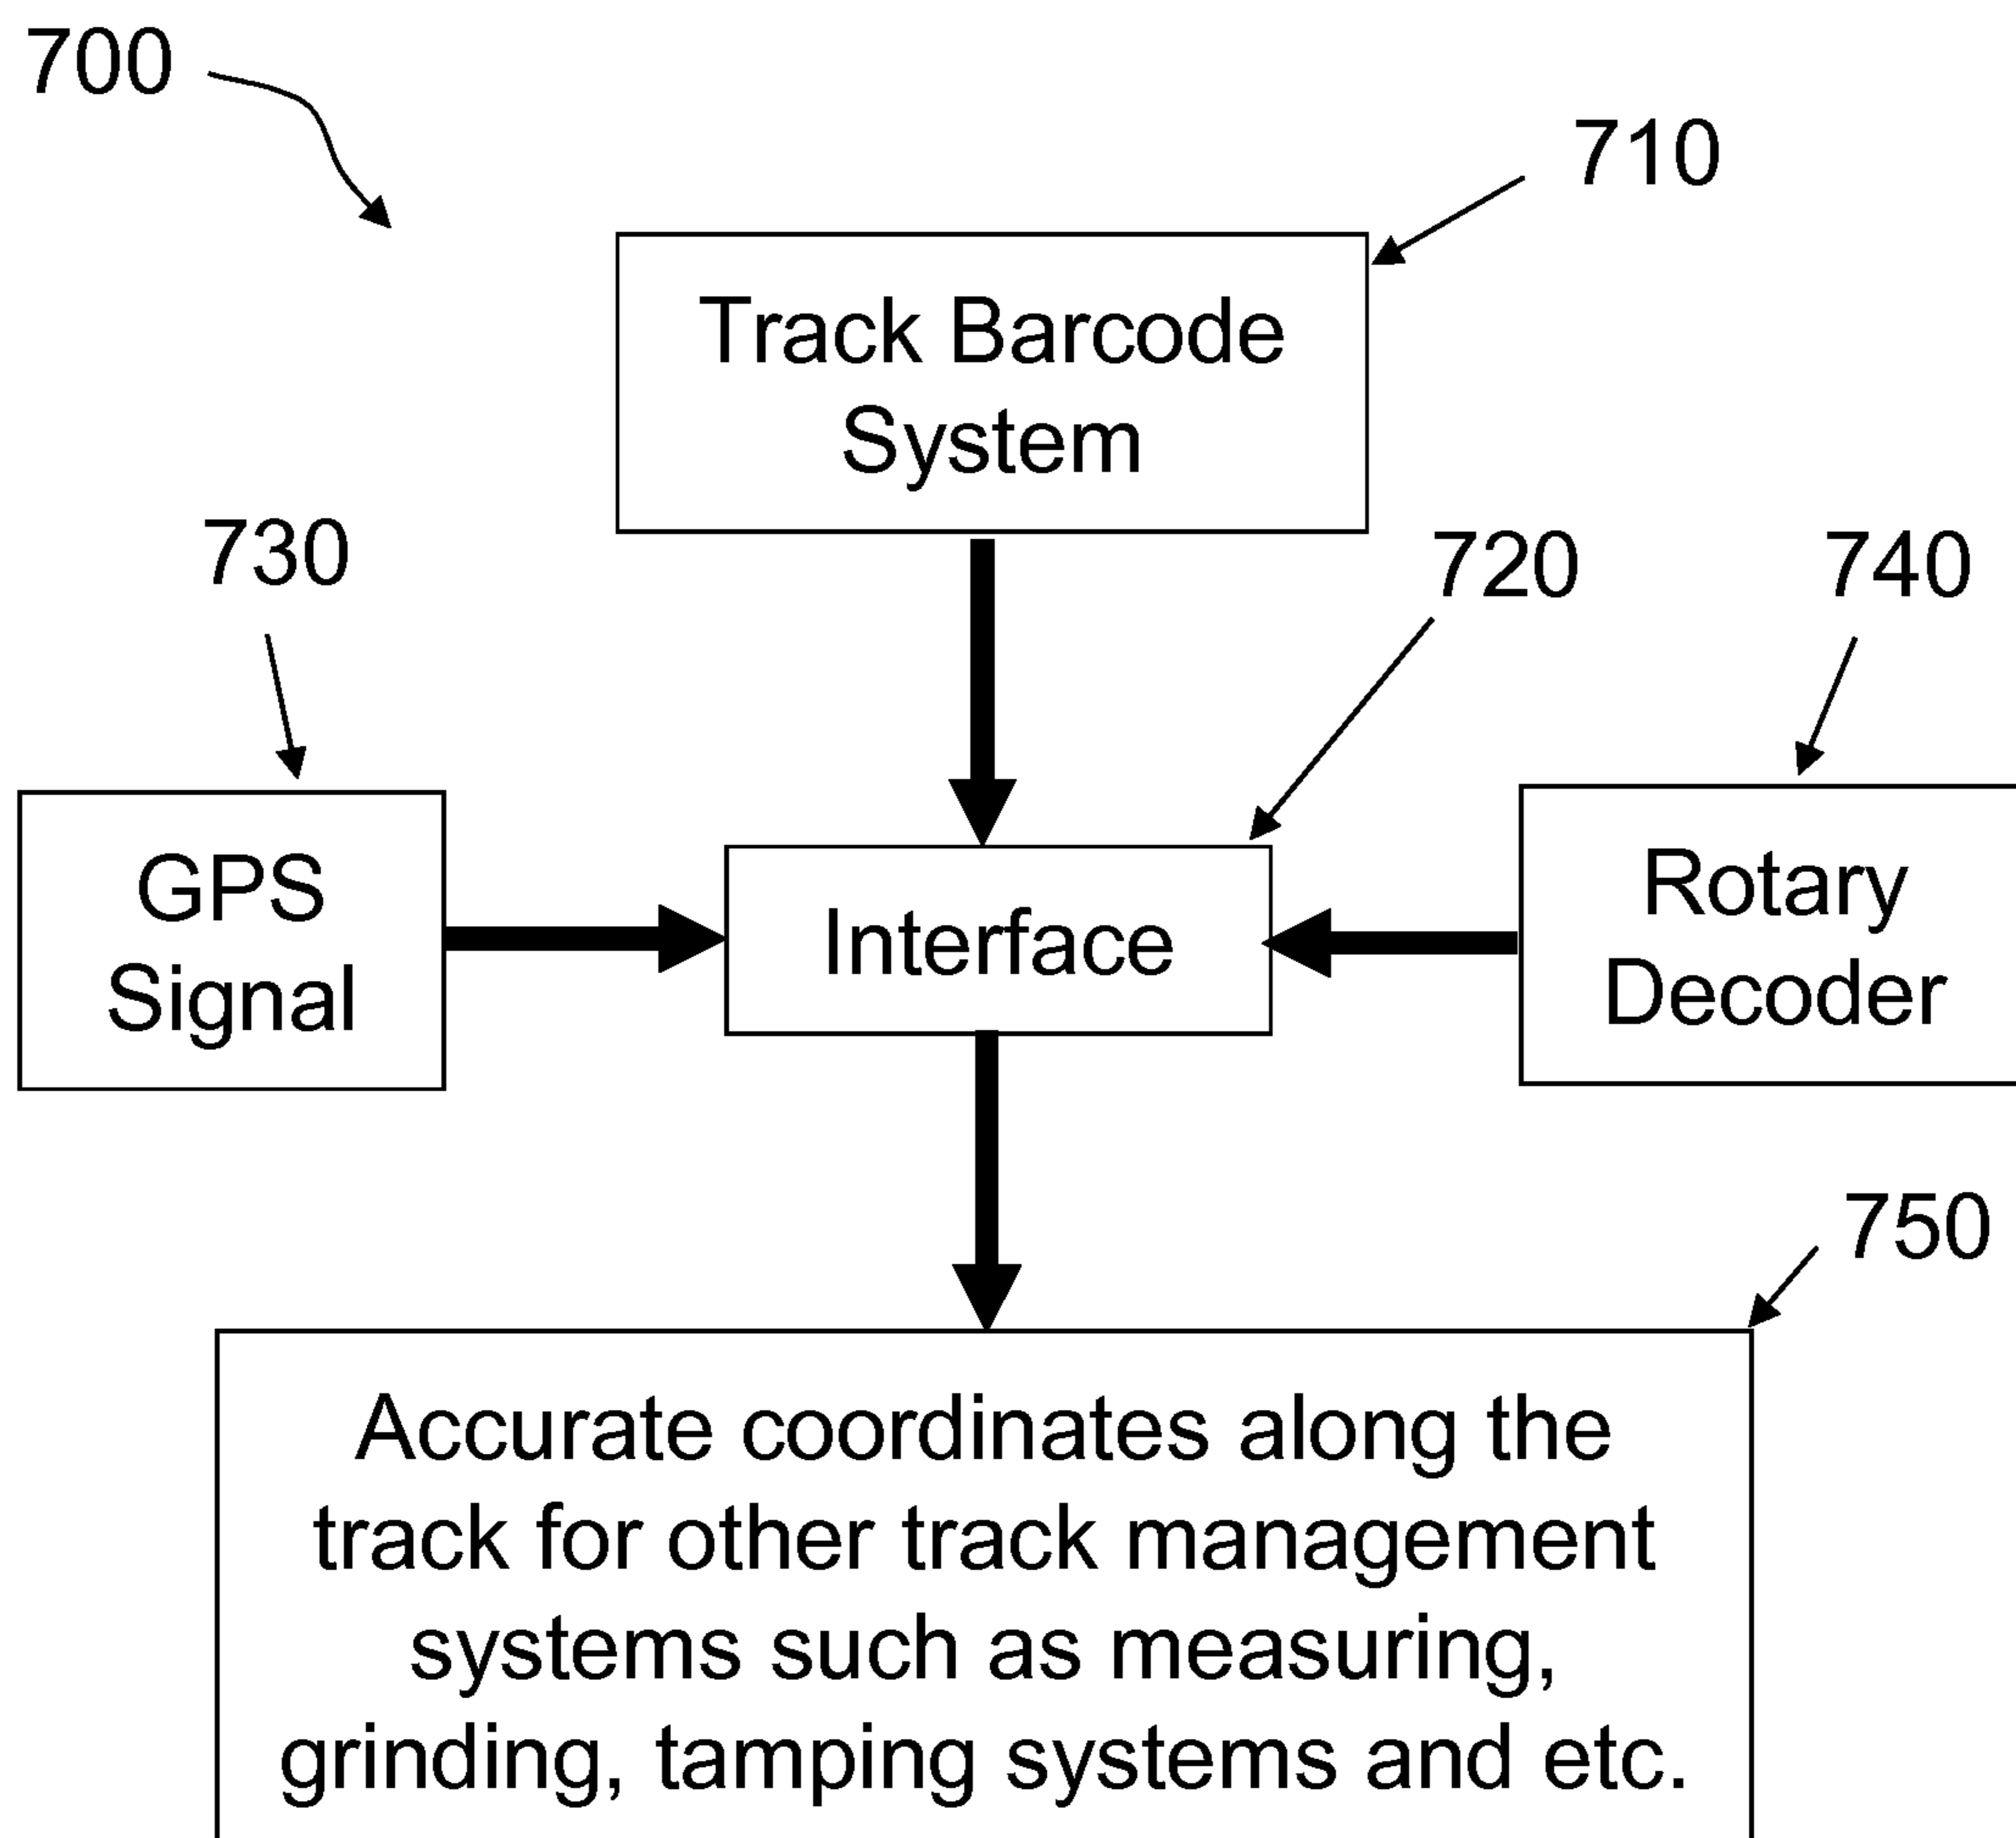 700
710
Track Barcode
System
730
720
740
GPS
Signal
Interface
Rotary
Decoder
750
Accurate coordinates along the
track for other track management
systems such as measuring,
grinding, tamping systems and etc.